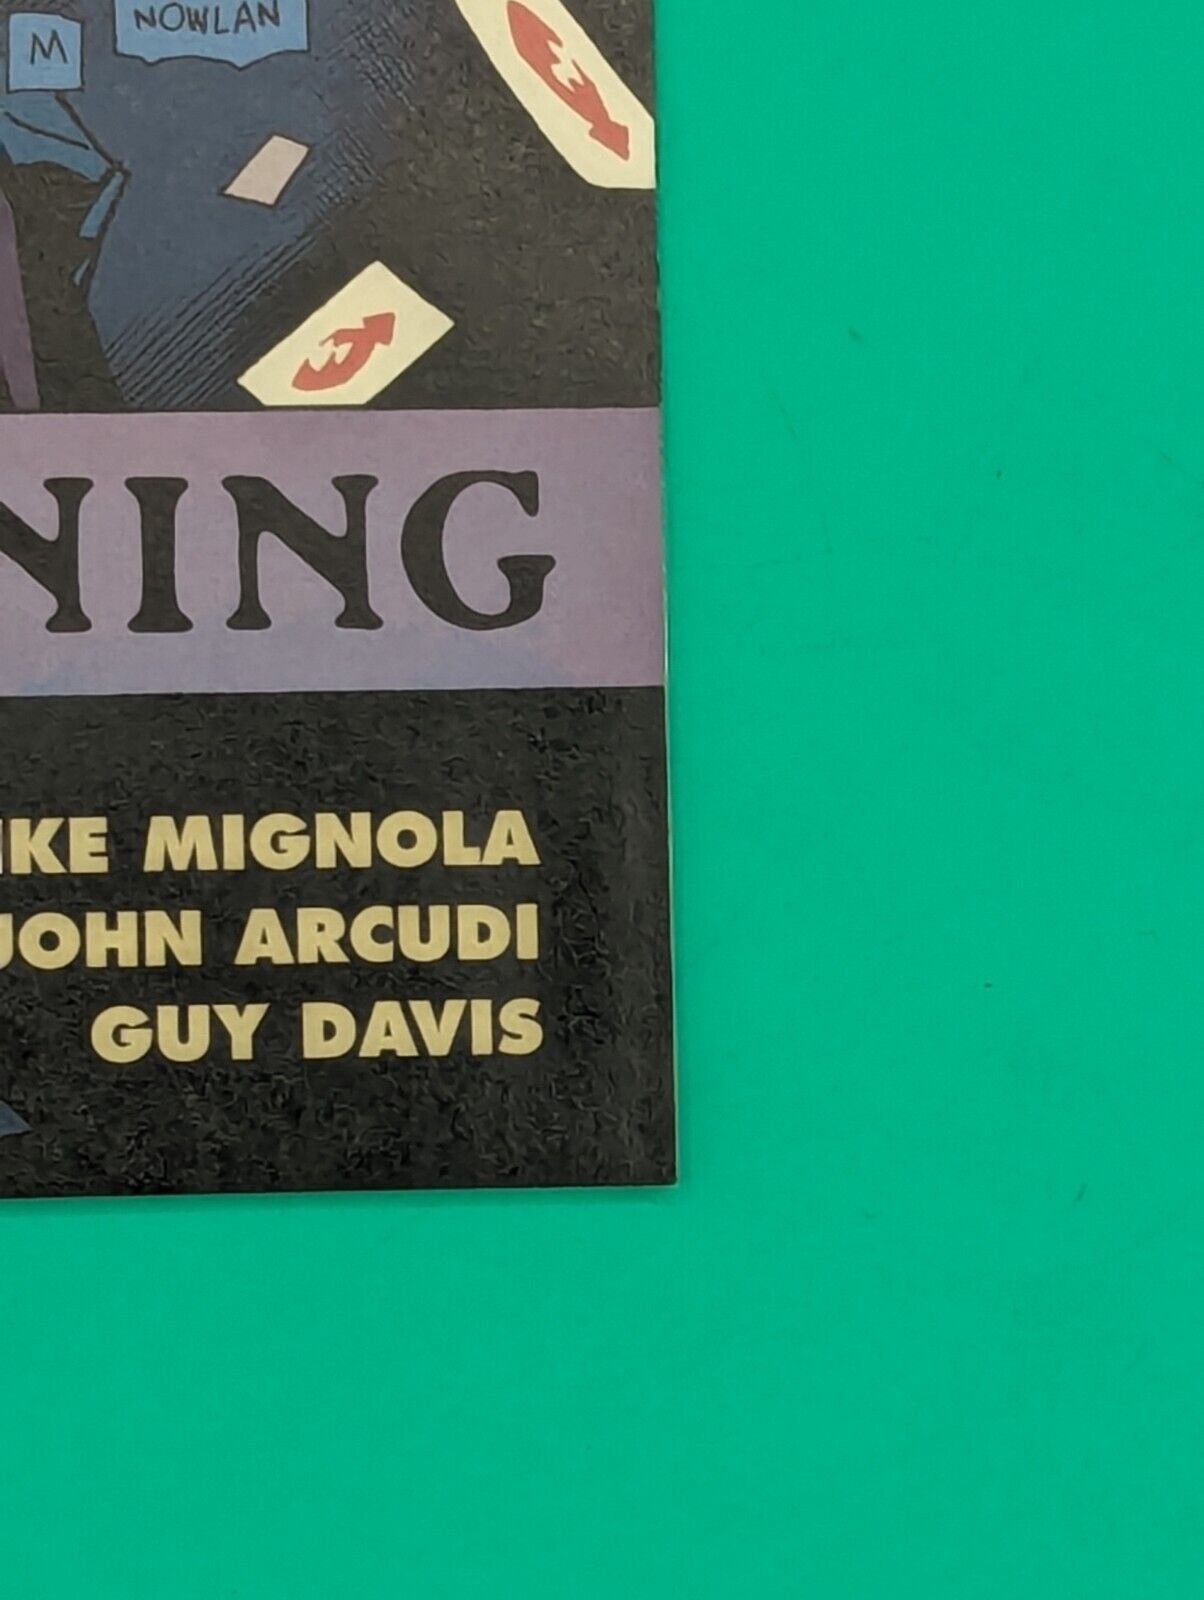 M
NOWLAN
NING
IKE MIGNOLA
JOHN ARCUDI
GUY DAVIS